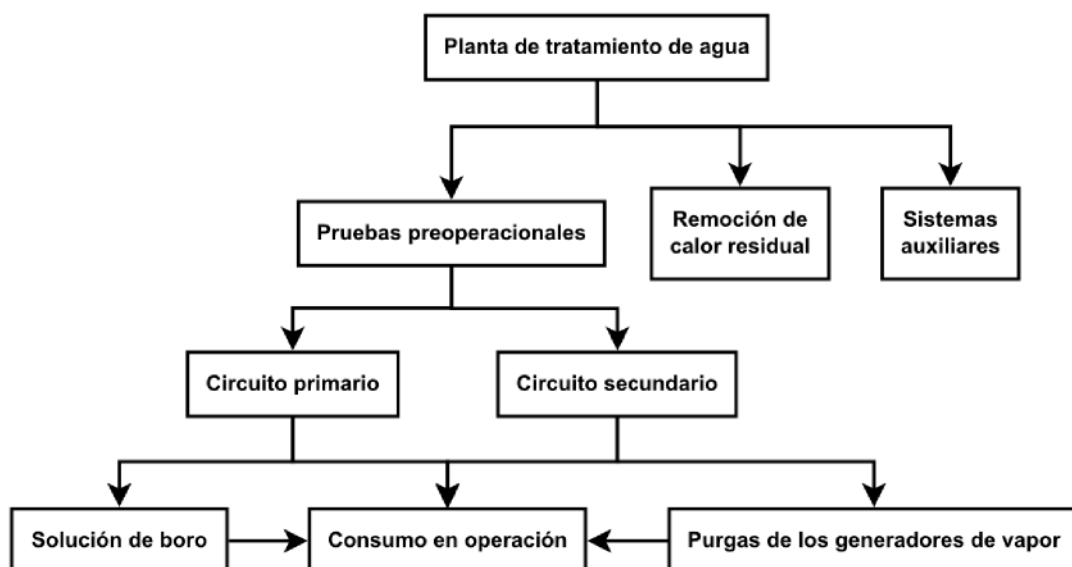 Planta de tratamiento de agua
Pruebas preoperacionales
Remoción de
calor residual
Sistemas
auxiliares
Circuito primario
Circuito secundario
Solución de boro
Consumo en operación
Purgas de los generadores de vapor